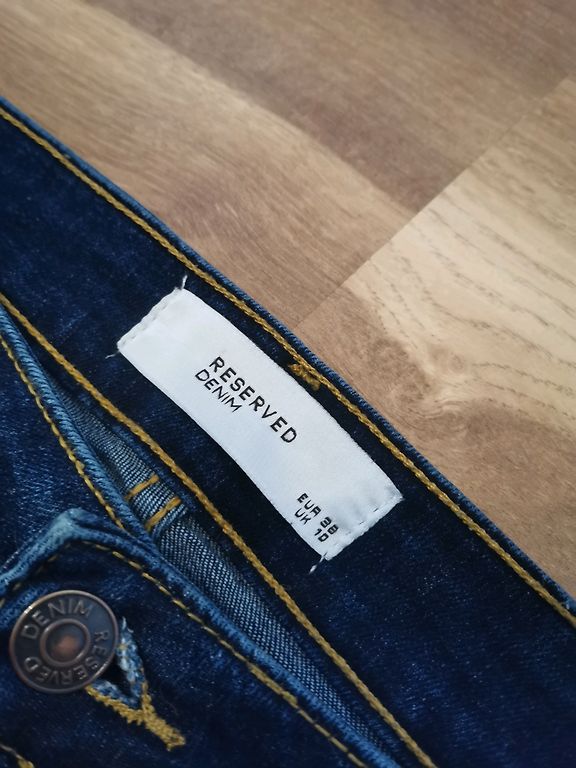 RESERVED
DENIM
EUR 38
UK 10
DENIM
RESERVED